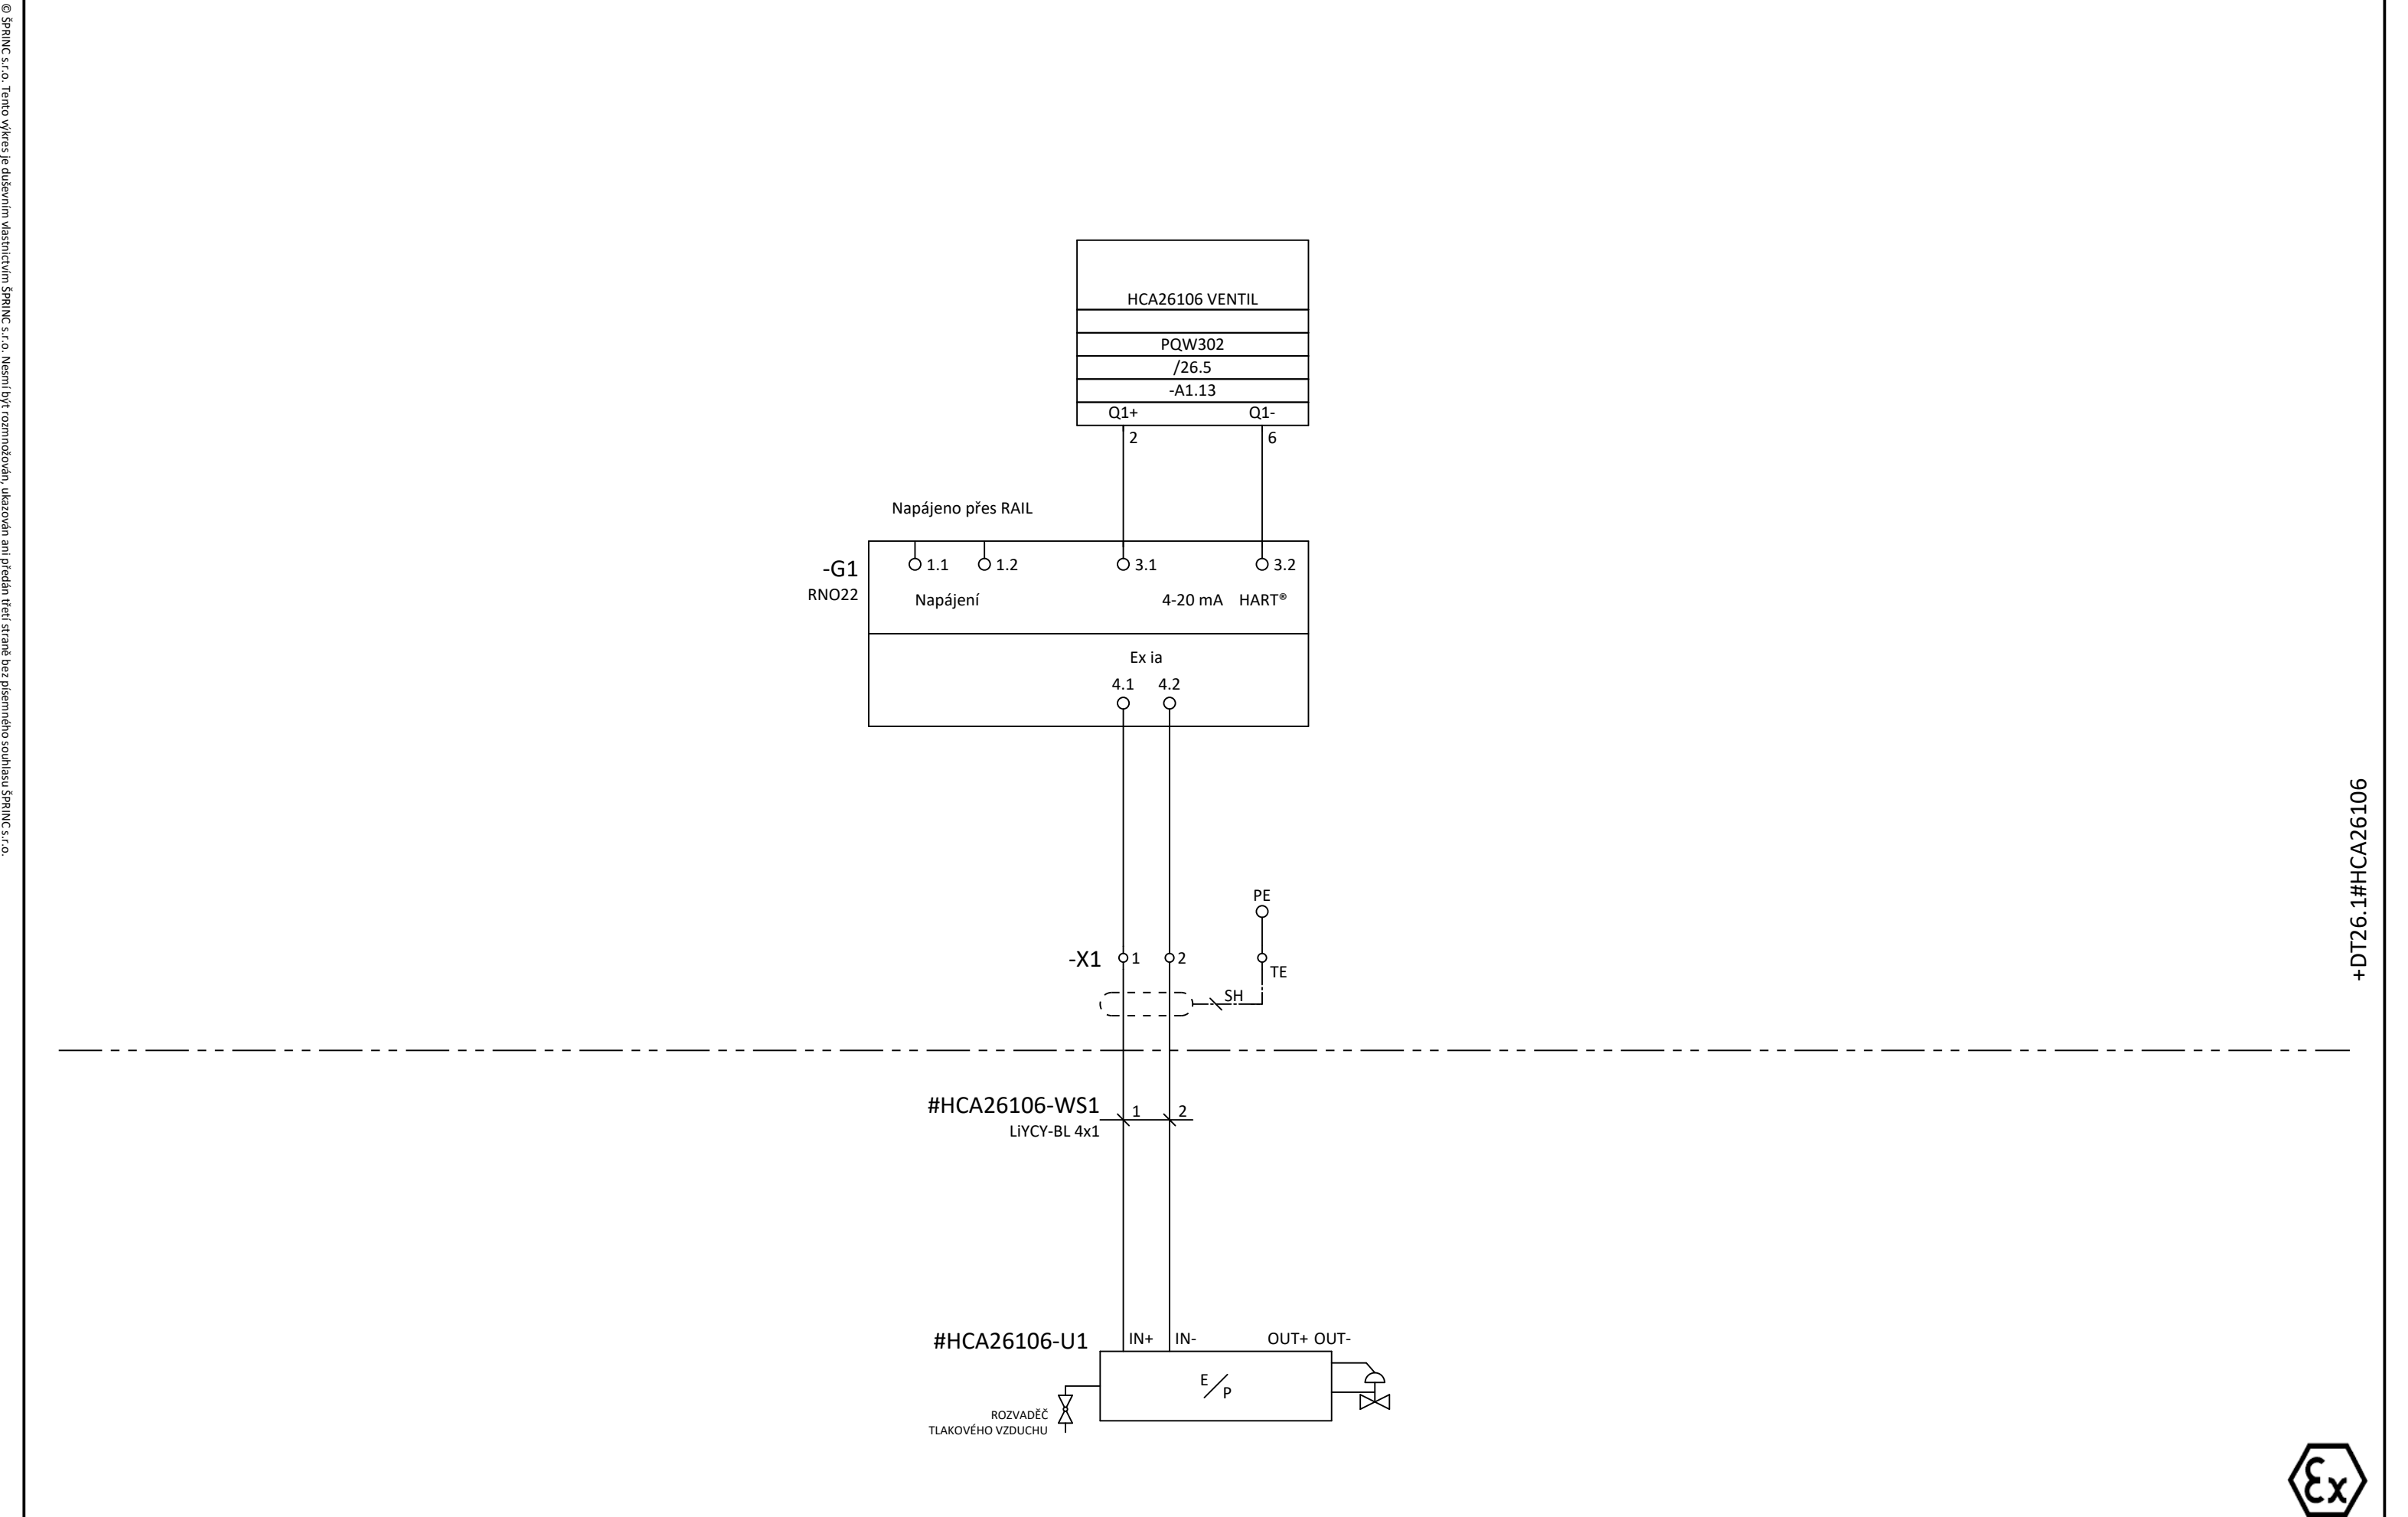 © ŠPRINC s.r.o. Tento výkres je duševním vlastnictvím ŠPRINC s.r.o. Nesmí být rozmnožován, ukazován ani předán třetí straně bez písemného souhlasu ŠPRINC s.r.o.
HCA26106 VENTIL
PQW302
/26.5
-A1.13
Q1+ Q1-
2 6
Napájeno přes RAIL
-G1
RNO22
1.1 1.2 3.1 3.2
Napájení 4-20 mA HART®
Ex ia
4.1 4.2
PE
-X1 1 2
TE
SH
+DT26.1#HCA26106
#HCA26106-WS1 1 2
LiYCY-BL 4x1
#HCA26106-U1 IN+ IN- OUT+ OUT-
E/P
ROZVADĚČ
TLAKOVÉHO VZDUCHU
Ex